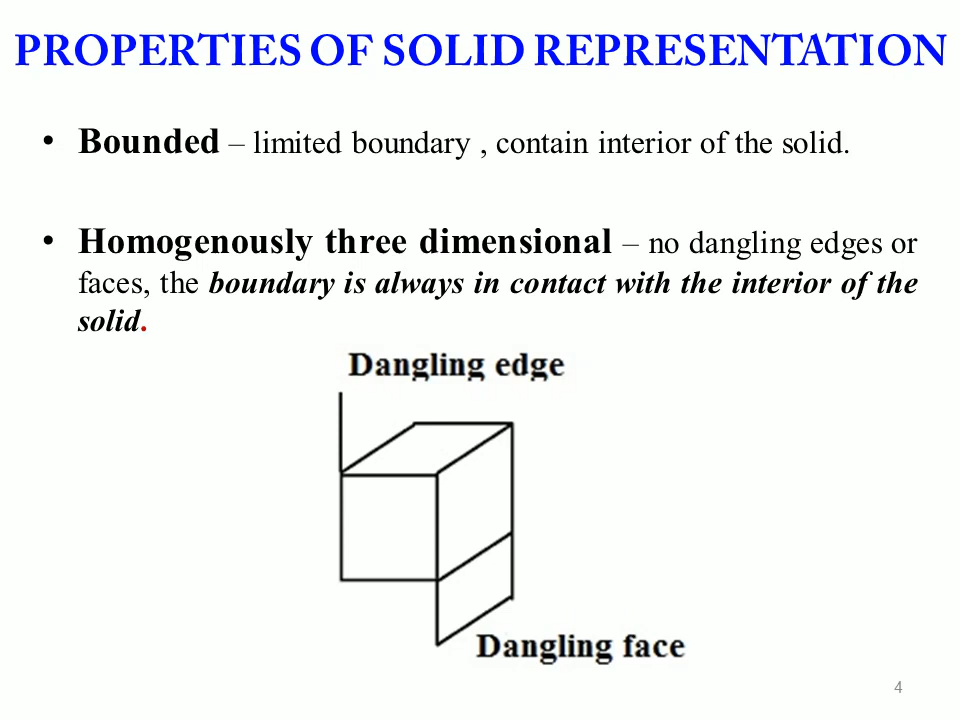 PROPERTIES OF SOLID REPRESENTATION
• Bounded – limited boundary , contain interior of the solid.
• Homogenously three dimensional – no dangling edges or
faces, the boundary is always in contact with the interior of the
solid.
Dangling edge
Dangling face
4